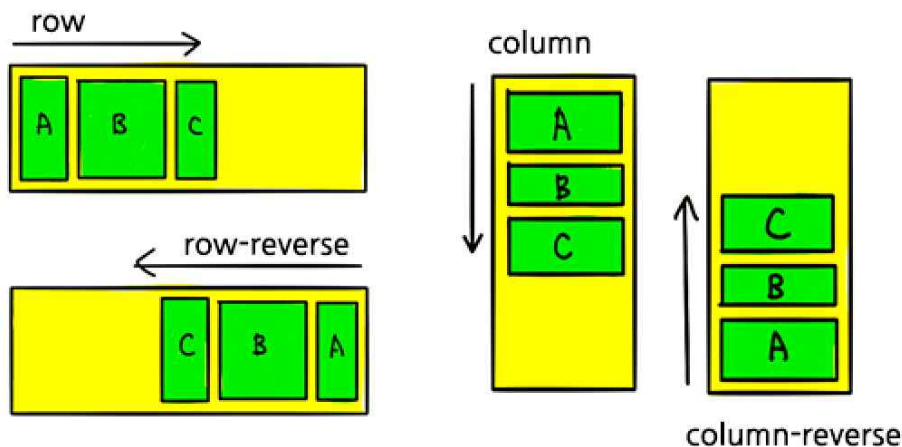 row
A B C
row-reverse
C B A
column
A
B
C
C
B
A
column-reverse